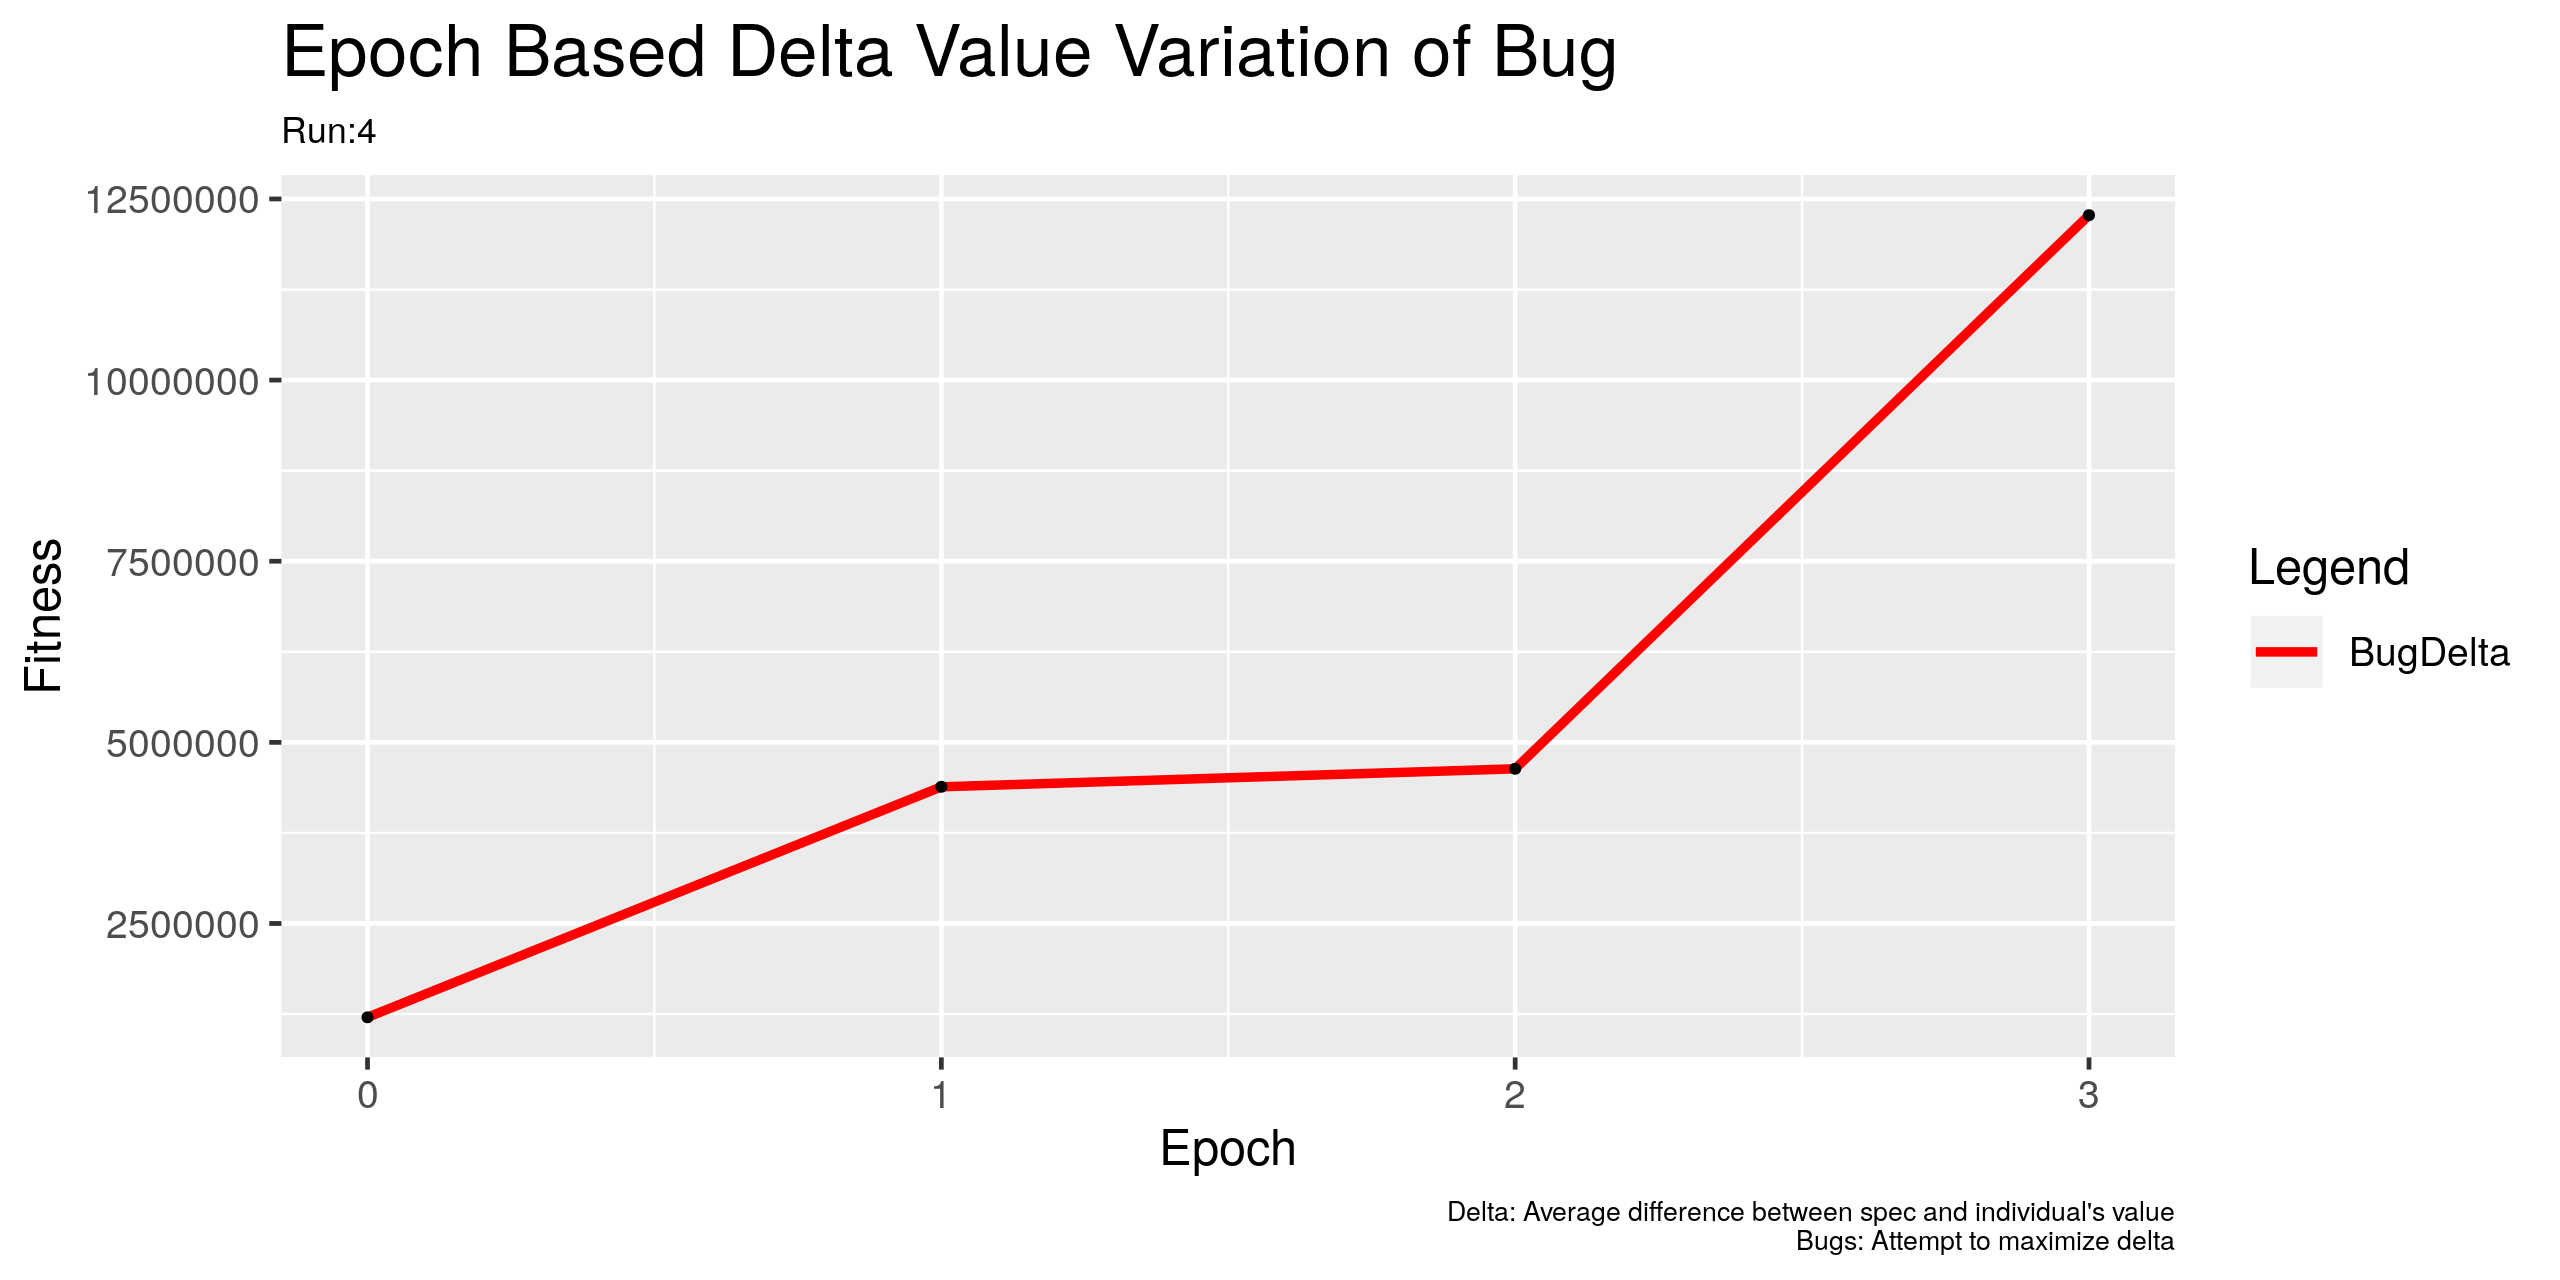 Epoch Based Delta Value Variation of Bug
Run:4
12500000
10000000
7500000
5000000
2500000
Fitness
0 1 2 3
Epoch
Legend
BugDelta
Delta: Average difference between spec and individual's value
Bugs: Attempt to maximize delta